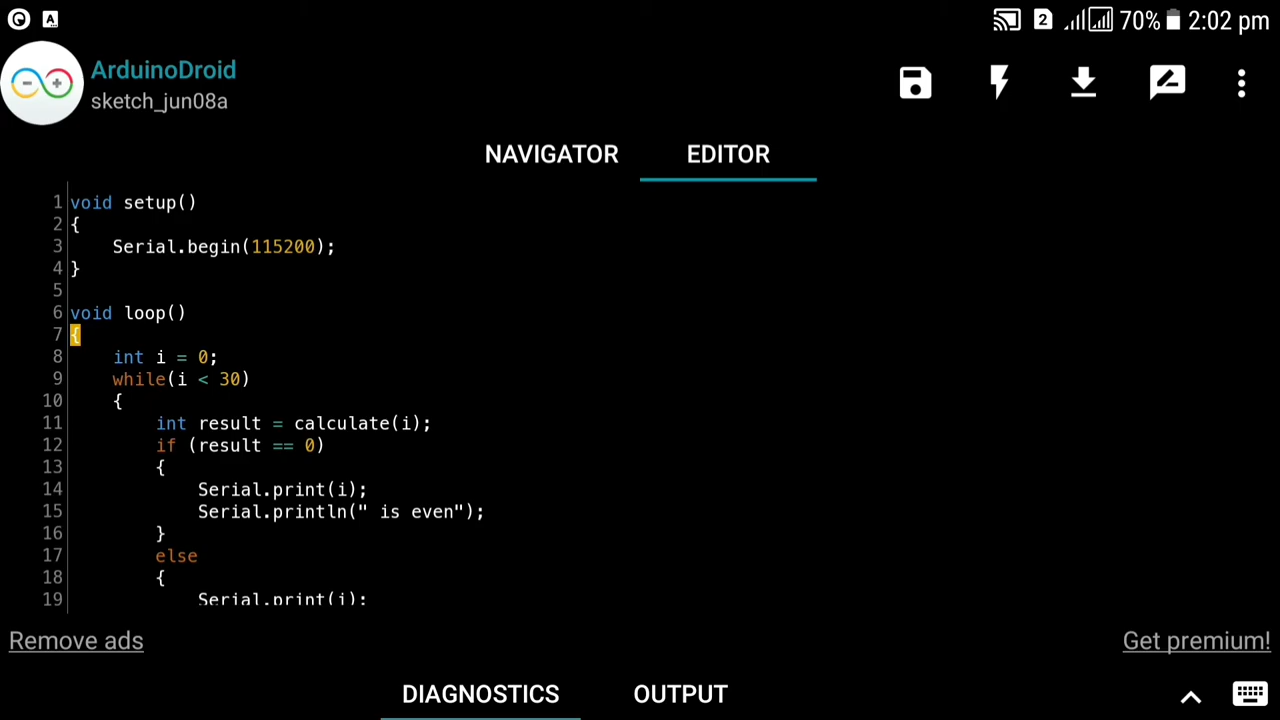 2 70% 2:02 pm
ArduinoDroid
sketch_jun08a
NAVIGATOR EDITOR
1 void setup()
2 {
3     Serial.begin(115200);
4 }
5
6 void loop()
7 {
8     int i = 0;
9     while(i < 30)
10     {
11         int result = calculate(i);
12         if (result == 0)
13         {
14             Serial.print(i);
15             Serial.println(" is even");
16         }
17         else
18         {
19             Serial.print(i);
Remove ads Get premium!
DIAGNOSTICS OUTPUT